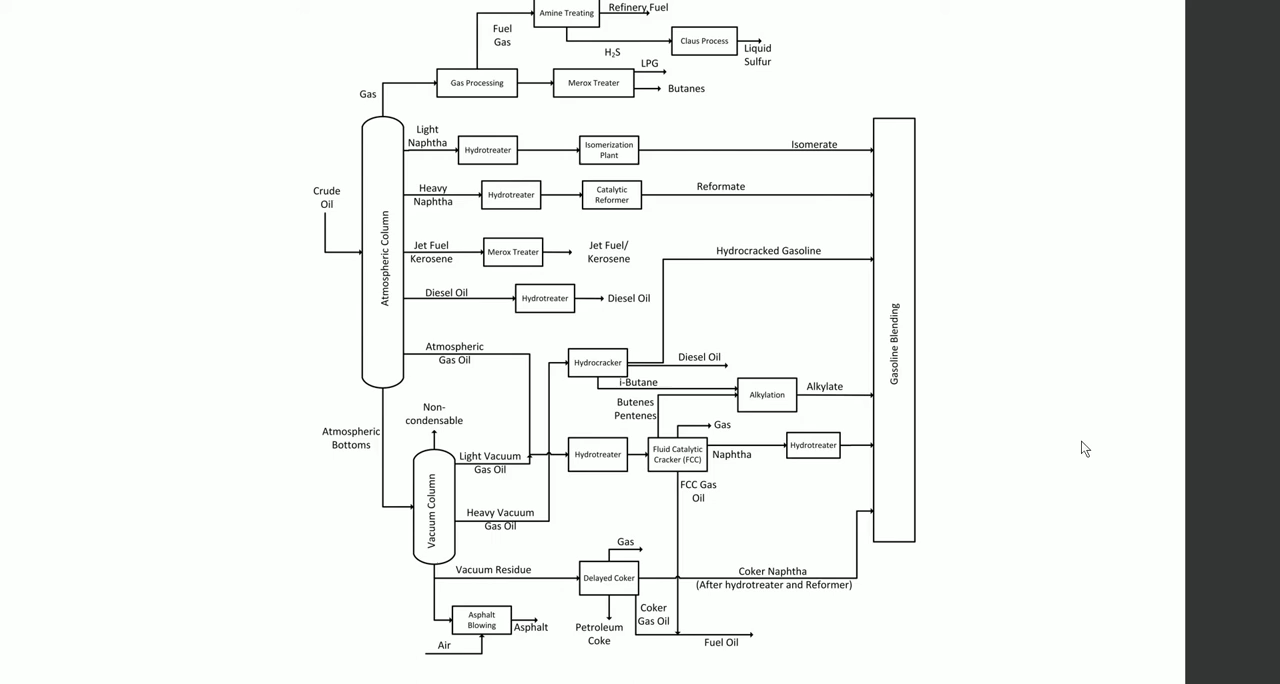 Amine Treating
Refinery Fuel
Fuel
Gas
H₂S
Claus Process
Liquid
Sulfur
Gas
Gas Processing
Merox Treater
LPG
Butanes
Light
Naphtha
Hydrotreater
Isomerization
Plant
Isomerate
Crude
Oil
Heavy
Naphtha
Hydrotreater
Catalytic
Reformer
Reformate
Atmospheric Column
Jet Fuel
Kerosene
Merox Treater
Jet Fuel/
Kerosene
Hydrocracked Gasoline
Diesel Oil
Hydrotreater
Diesel Oil
Gasoline Blending
Atmospheric
Gas Oil
Hydrocracker
Diesel Oil
i-Butane
Butenes
Pentenes
Alkylation
Alkylate
Atmospheric
Bottoms
Non-
condensable
Gas
Light Vacuum
Gas Oil
Hydrotreater
Fluid Catalytic
Cracker (FCC)
Naphtha
Hydrotreater
Vacuum Column
FCC Gas
Oil
Heavy Vacuum
Gas Oil
Gas
Vacuum Residue
Delayed Coker
Coker Naphtha
(After hydrotreater and Reformer)
Asphalt
Blowing
Asphalt
Air
Petroleum
Coke
Coker
Gas Oil
Fuel Oil